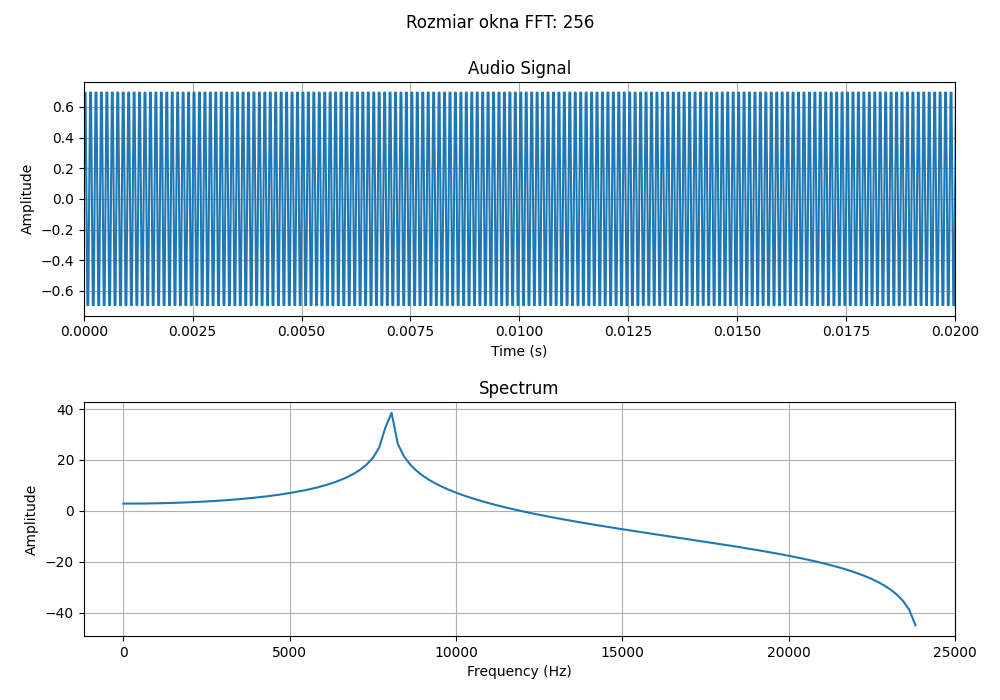 Rozmiar okna FFT: 256
Audio Signal
Amplitude
0.6
0.4
0.2
0.0
−0.2
−0.4
−0.6
0.0000 0.0025 0.0050 0.0075 0.0100 0.0125 0.0150 0.0175 0.0200
Time (s)
Spectrum
Amplitude
40
20
0
−20
−40
0 5000 10000 15000 20000 25000
Frequency (Hz)